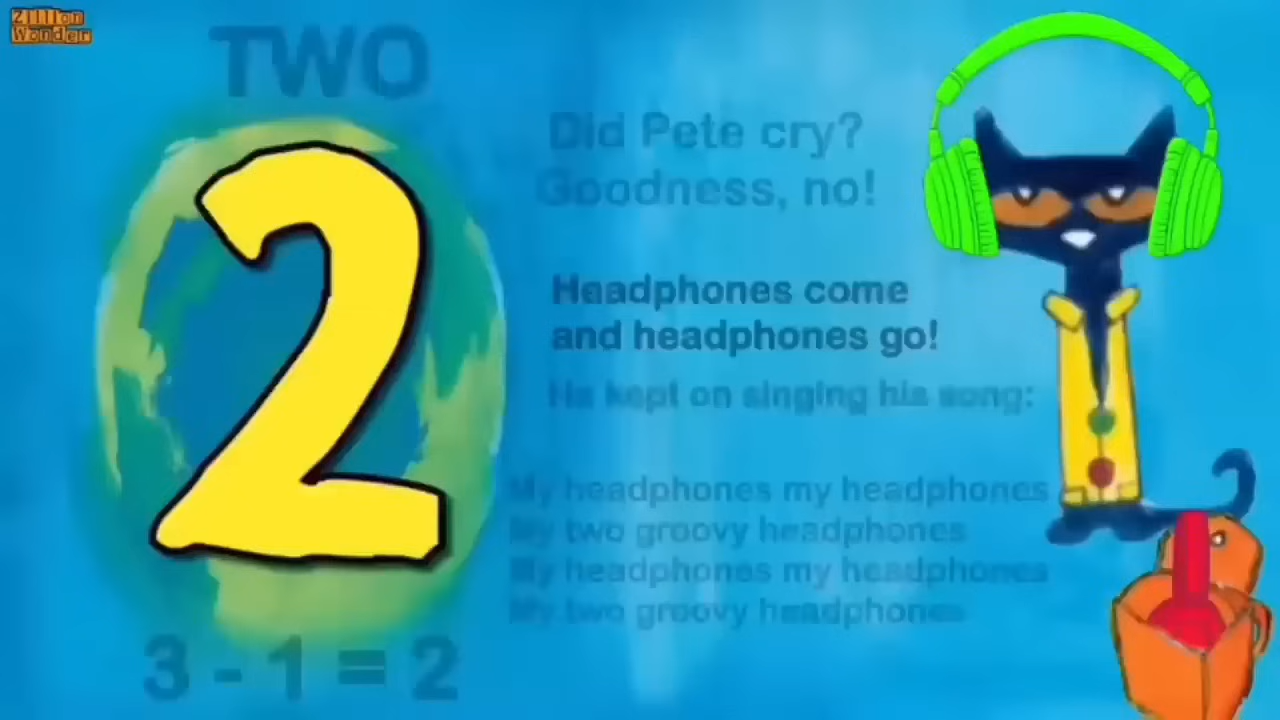 Zillion
Wonder
TWO
2
3 - 1 = 2
Did Pete cry?
Goodness, no!
Headphones come
and headphones go!
He kept on singing his song:
My headphones my headphones
My two groovy headphones
My headphones my headphones
My two groovy headphones